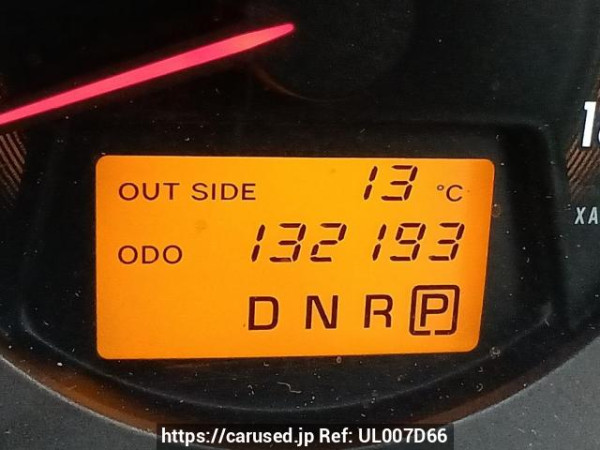 OUT SIDE 13 °C
ODO 132193
D N R P
https://carused.jp Ref: UL007D66